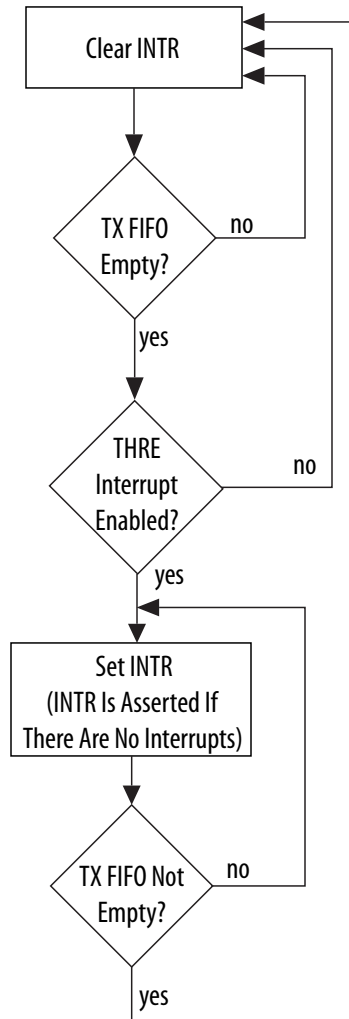 Clear INTR
TX FIFO
Empty?
no
yes
THRE
Interrupt
Enabled?
no
yes
Set INTR
(INTR Is Asserted If
There Are No Interrupts)
TX FIFO Not
Empty?
no
yes